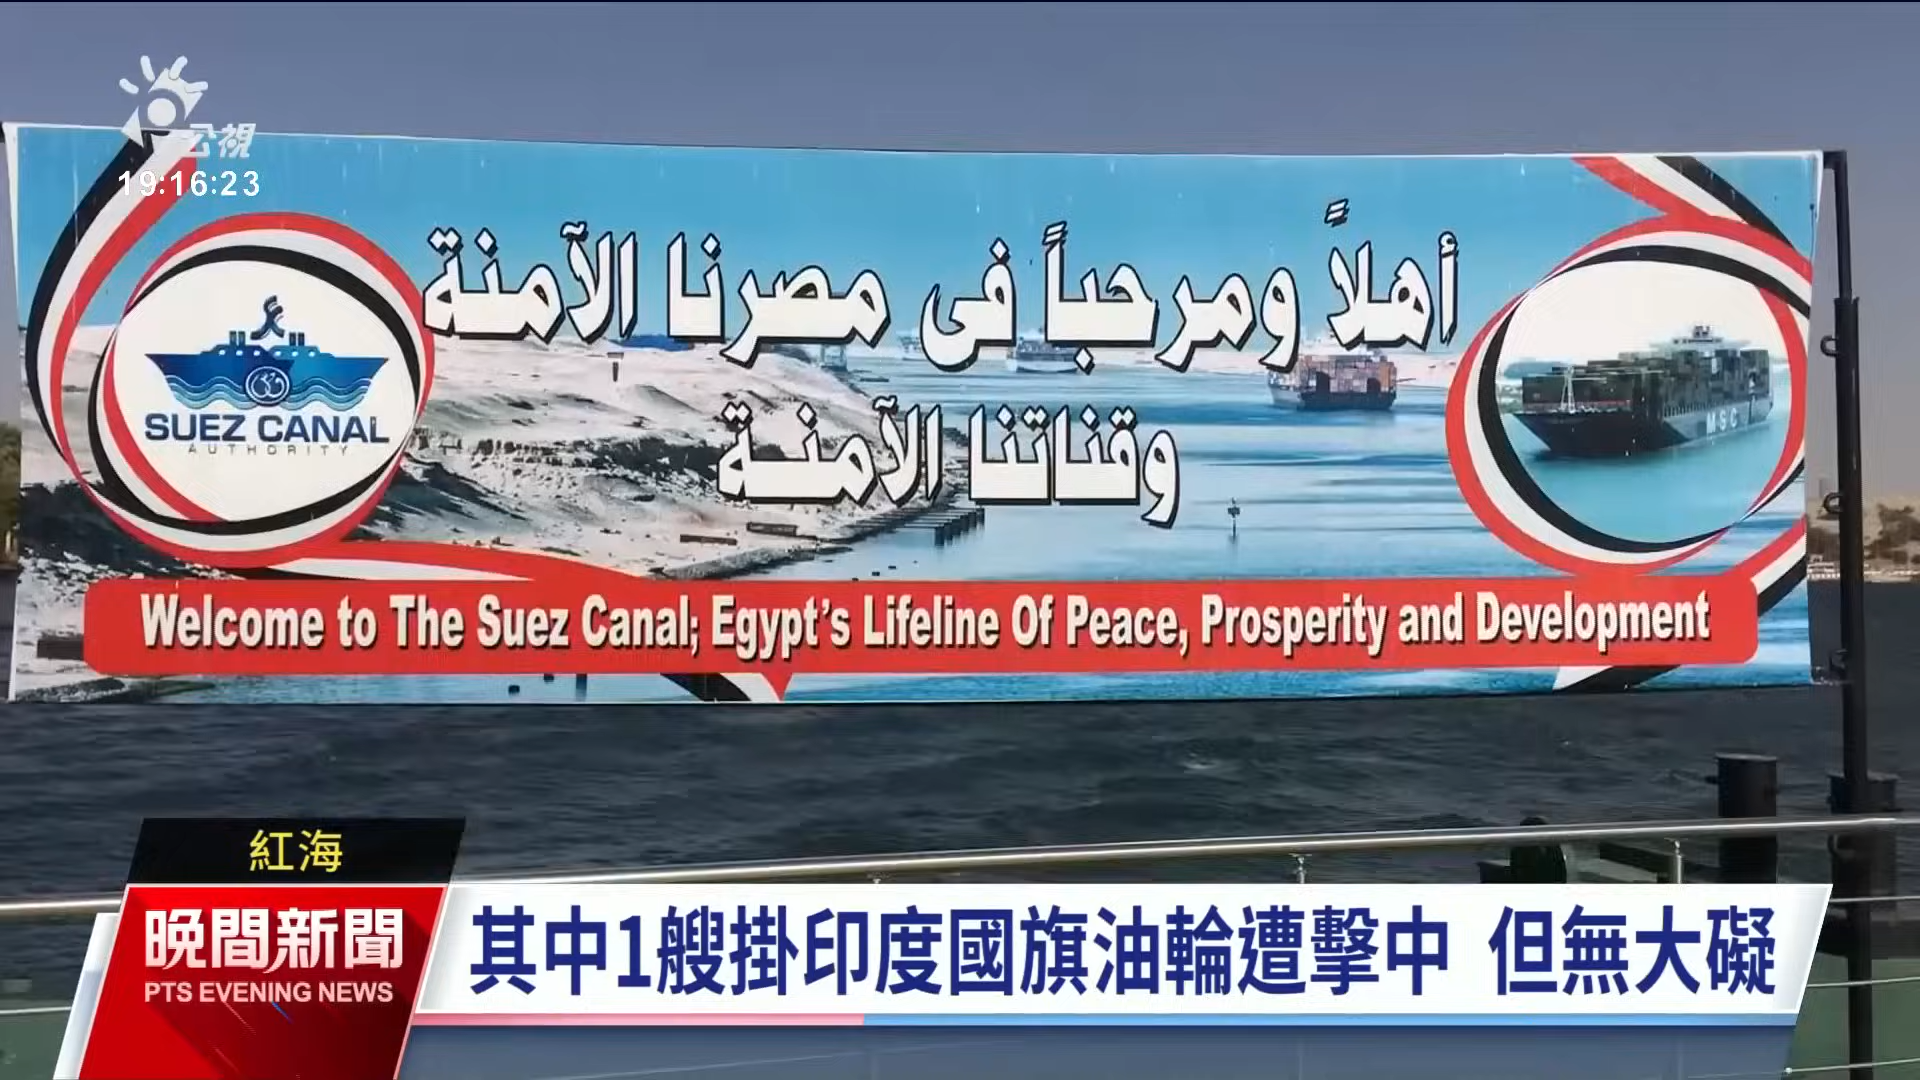 公視
19:16:23
أهلاً ومرحباً فى مصرنا الآمنة
وقناتنا الآمنة
SUEZ CANAL
AUTHORITY
MSC
Welcome to The Suez Canal; Egypt's Lifeline Of Peace, Prosperity and Development
紅海
晚間新聞
PTS EVENING NEWS
其中1艘掛印度國旗油輪遭擊中 但無大礙